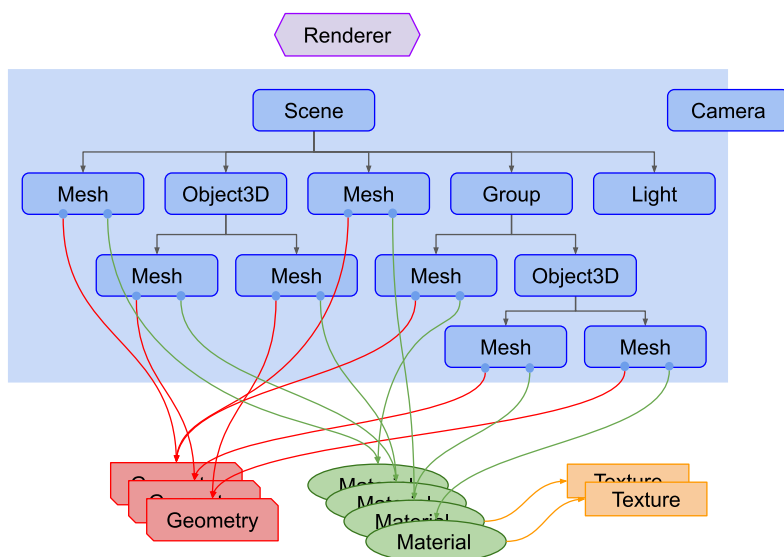 Renderer
Scene
Camera
Mesh
Object3D
Mesh
Group
Light
Mesh
Mesh
Mesh
Object3D
Mesh
Mesh
Geometry
Material
Material
Texture
Texture